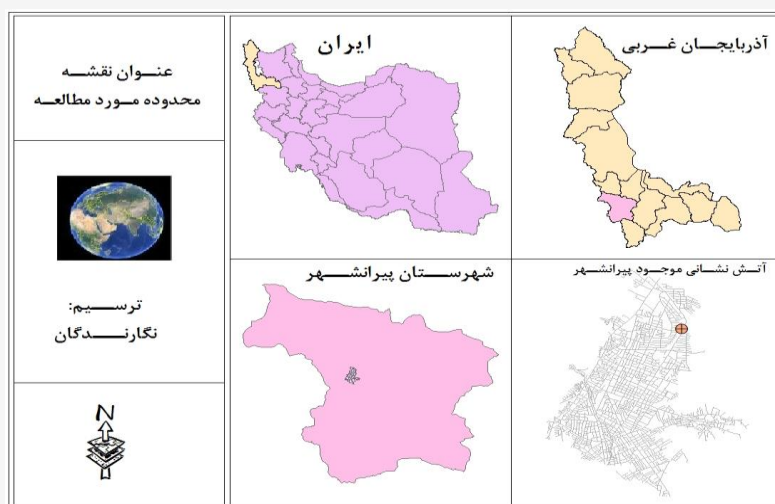 عنوان نقشه
محدوده مورد مطالعه
ترسیم:
نگارندگان
N
ایران
آذربایجان غربی
شهرستان پیرانشهر
آتش نشانی موجود پیرانشهر